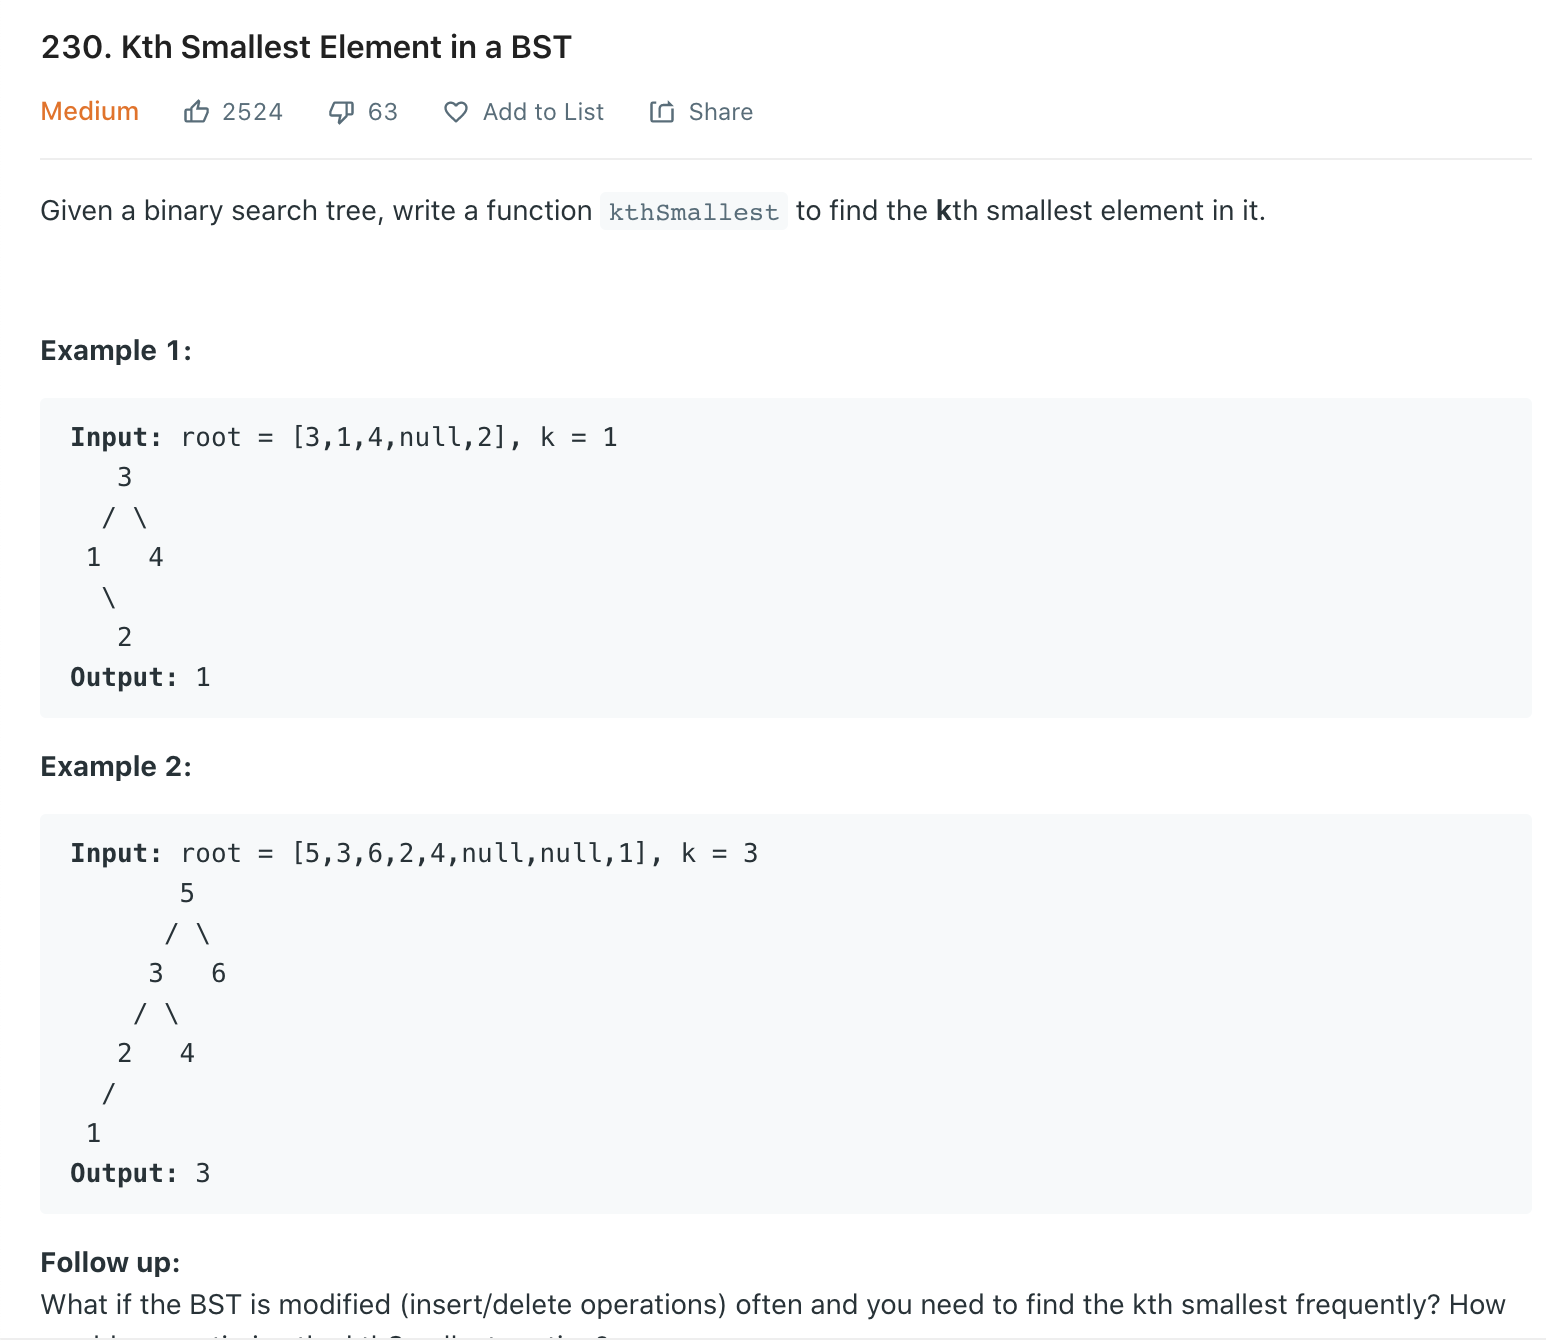 230. Kth Smallest Element in a BST
Medium 2524 63 Add to List Share
Given a binary search tree, write a function kthSmallest to find the kth smallest element in it.
Example 1:
Input: root = [3,1,4,null,2], k = 1
   3
  / \
 1   4
  \
   2
Output: 1
Example 2:
Input: root = [5,3,6,2,4,null,null,1], k = 3
       5
      / \
     3   6
    / \
   2   4
  /
 1
Output: 3
Follow up:
What if the BST is modified (insert/delete operations) often and you need to find the kth smallest frequently? How